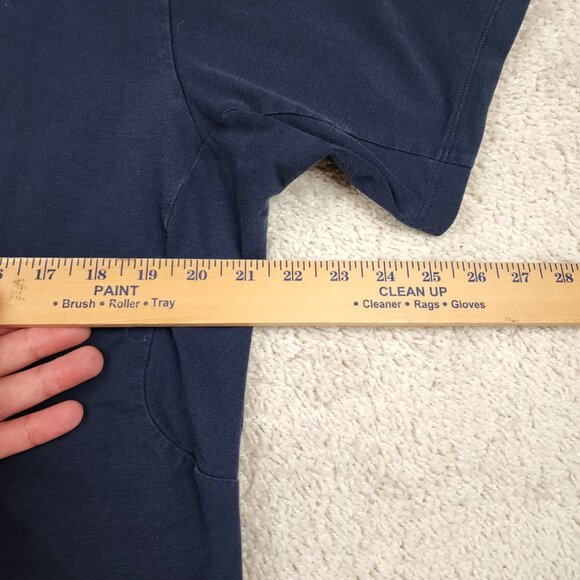 17 18 19 20 21 22 23 24 25 26 27 28
PAINT CLEAN UP
• Brush • Roller • Tray • Cleaner • Rags • Gloves